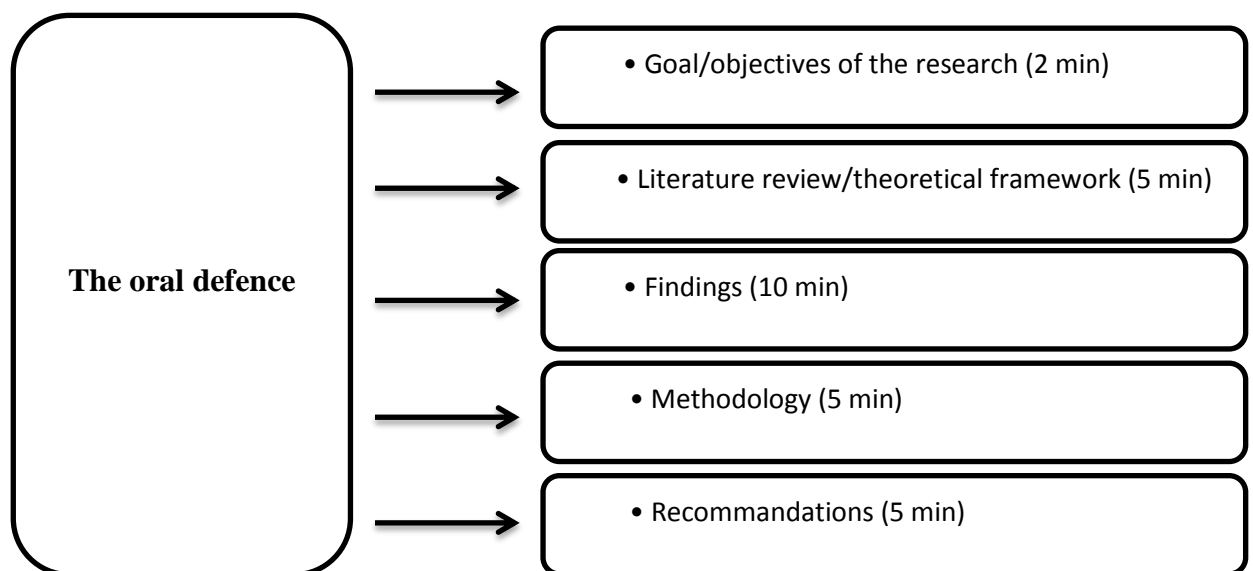 The oral defence
• Goal/objectives of the research (2 min)
• Literature review/theoretical framework (5 min)
• Findings (10 min)
• Methodology (5 min)
• Recommandations (5 min)